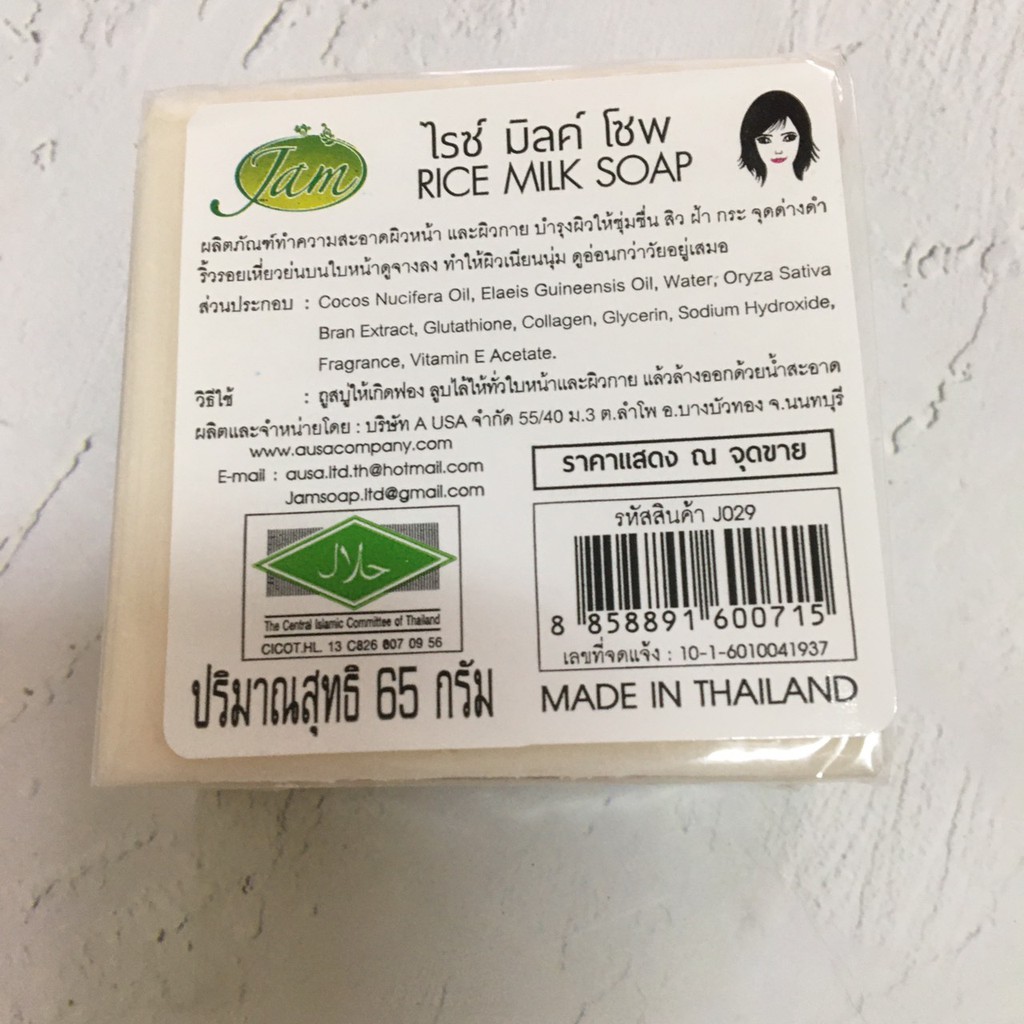 Jam
ไรซ์ มิลค์ โซพ
RICE MILK SOAP
ผลิตภัณฑ์ทำความสะอาดผิวหน้า และผิวกาย บำรุงผิวให้ชุ่มชื่น สิว ฝ้า กระ จุดด่างดำ
ริ้วรอยเหี่ยวย่นบนใบหน้าดูจางลง ทำให้ผิวเนียนนุ่ม ดูอ่อนกว่าวัยอยู่เสมอ
ส่วนประกอบ : Cocos Nucifera Oil, Elaeis Guineensis Oil, Water, Oryza Sativa
Bran Extract, Glutathione, Collagen, Glycerin, Sodium Hydroxide,
Fragrance, Vitamin E Acetate.
วิธีใช้ : ถูสบู่ให้เกิดฟอง ลูบไล้ให้ทั่วใบหน้าและผิวกาย แล้วล้างออกด้วยน้ำสะอาด
ผลิตและจำหน่ายโดย : บริษัท A USA จำกัด 55/40 ม.3 ต.ลำโพ อ.บางบัวทอง จ.นนทบุรี
www.ausacompany.com
E-mail : ausa.ltd.th@hotmail.com
Jamsoap.ltd@gmail.com
ราคาแสดง ณ จุดขาย
حلال
The Central Islamic Committee of Thailand
CICOT.HL. 13 C826 807 09 56
รหัสสินค้า J029
8 858891 600715
เลขที่จดแจ้ง : 10-1-6010041937
ปริมาณสุทธิ 65 กรัม
MADE IN THAILAND